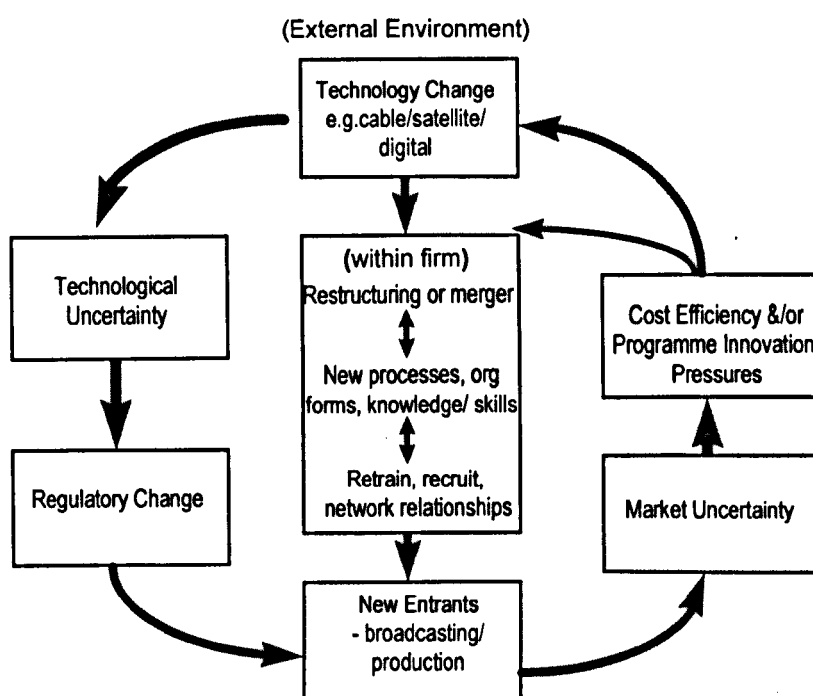 (External Environment)
Technology Change
e.g.cable/satellite/
digital
Technological
Uncertainty
(within firm)
Restructuring or merger
New processes, org
forms, knowledge/ skills
Retrain, recruit,
network relationships
Cost Efficiency &/or
Programme Innovation
Pressures
Regulatory Change
Market Uncertainty
New Entrants
- broadcasting/
production